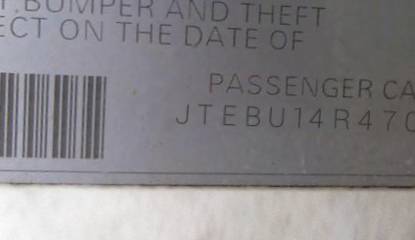 T, BUMPER AND THEFT
ECT ON THE DATE OF
PASSENGER CA
JTEBU14R470